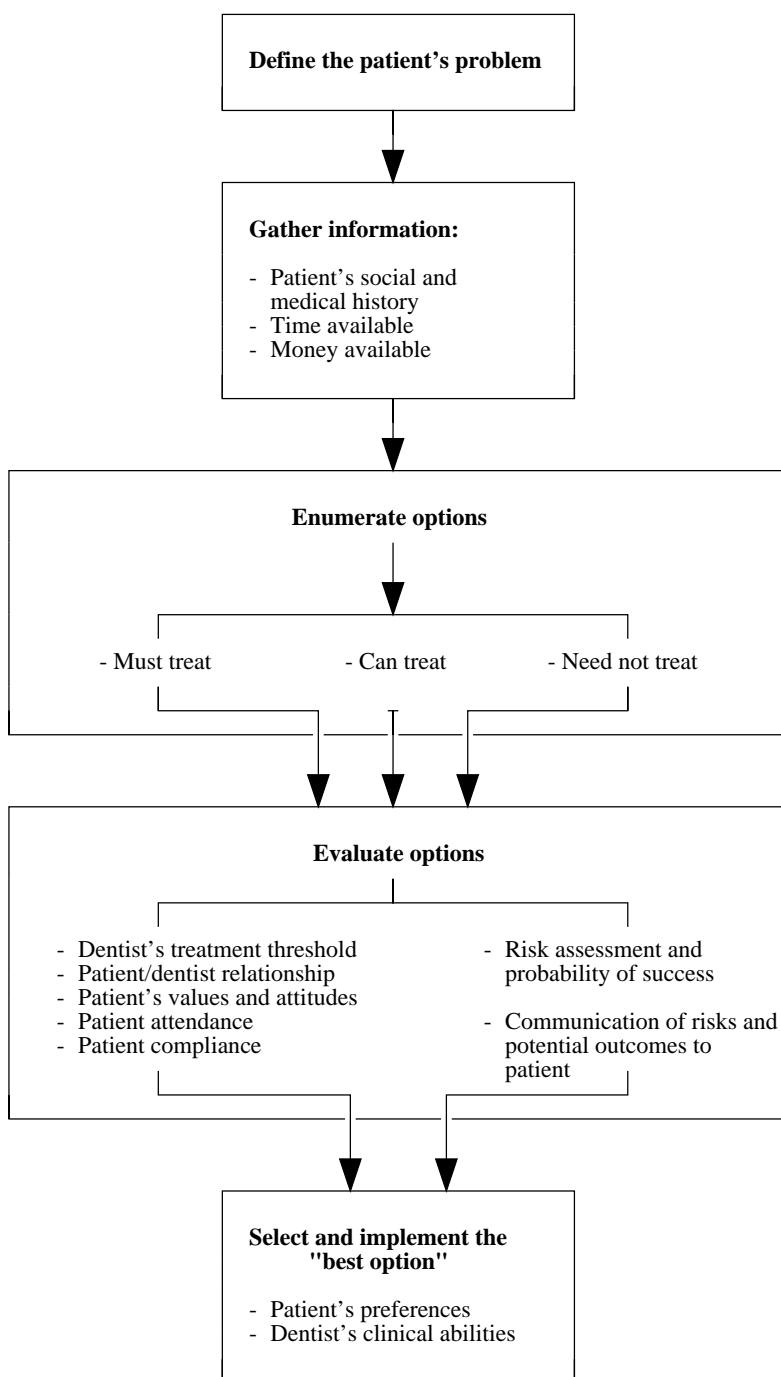 Define the patient's problem
Gather information:
- Patient's social and
medical history
- Time available
- Money available
Enumerate options
- Must treat
- Can treat
- Need not treat
Evaluate options
- Dentist's treatment threshold
- Patient/dentist relationship
- Patient's values and attitudes
- Patient attendance
- Patient compliance
- Risk assessment and
probability of success
- Communication of risks and
potential outcomes to
patient
Select and implement the
"best option"
- Patient's preferences
- Dentist's clinical abilities